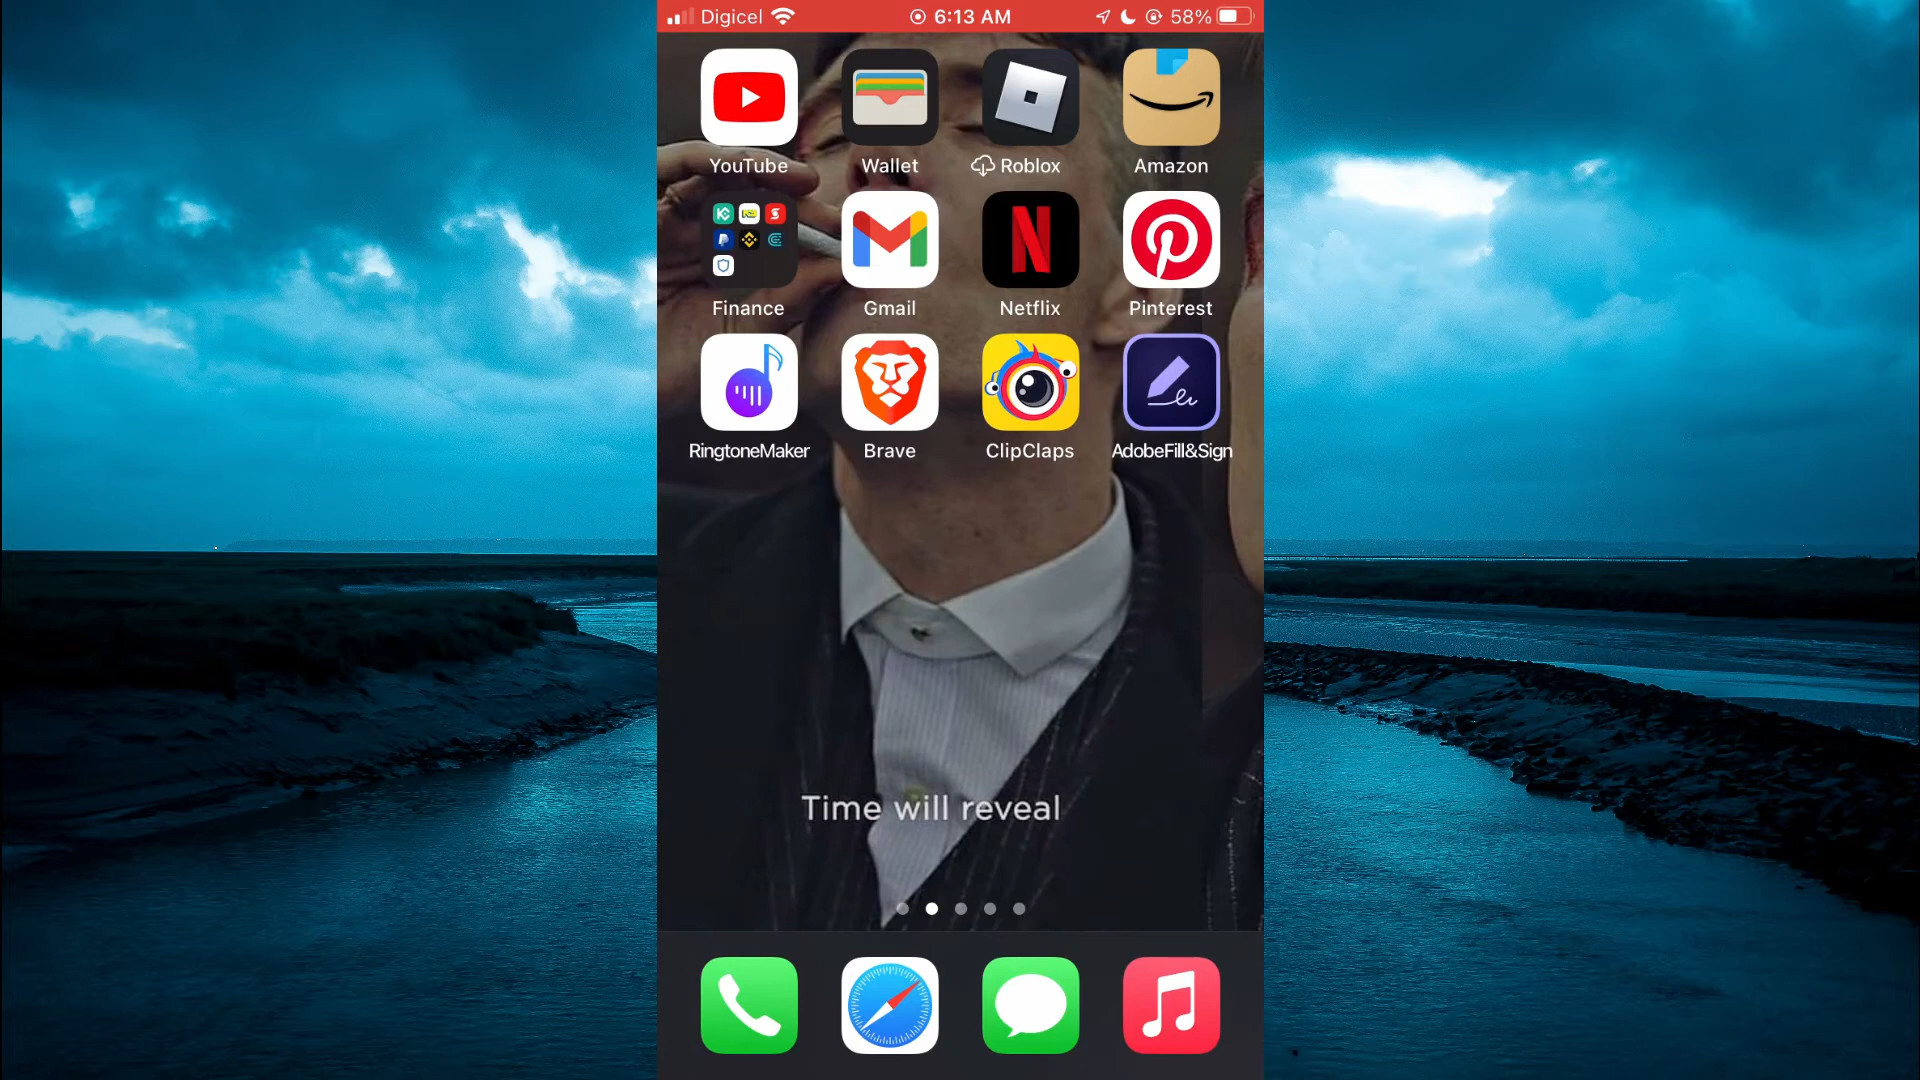 Digicel 6:13 AM 58%
YouTube Wallet Roblox Amazon
Finance Gmail Netflix Pinterest
RingtoneMaker Brave ClipClaps AdobeFill&Sign
Time will reveal